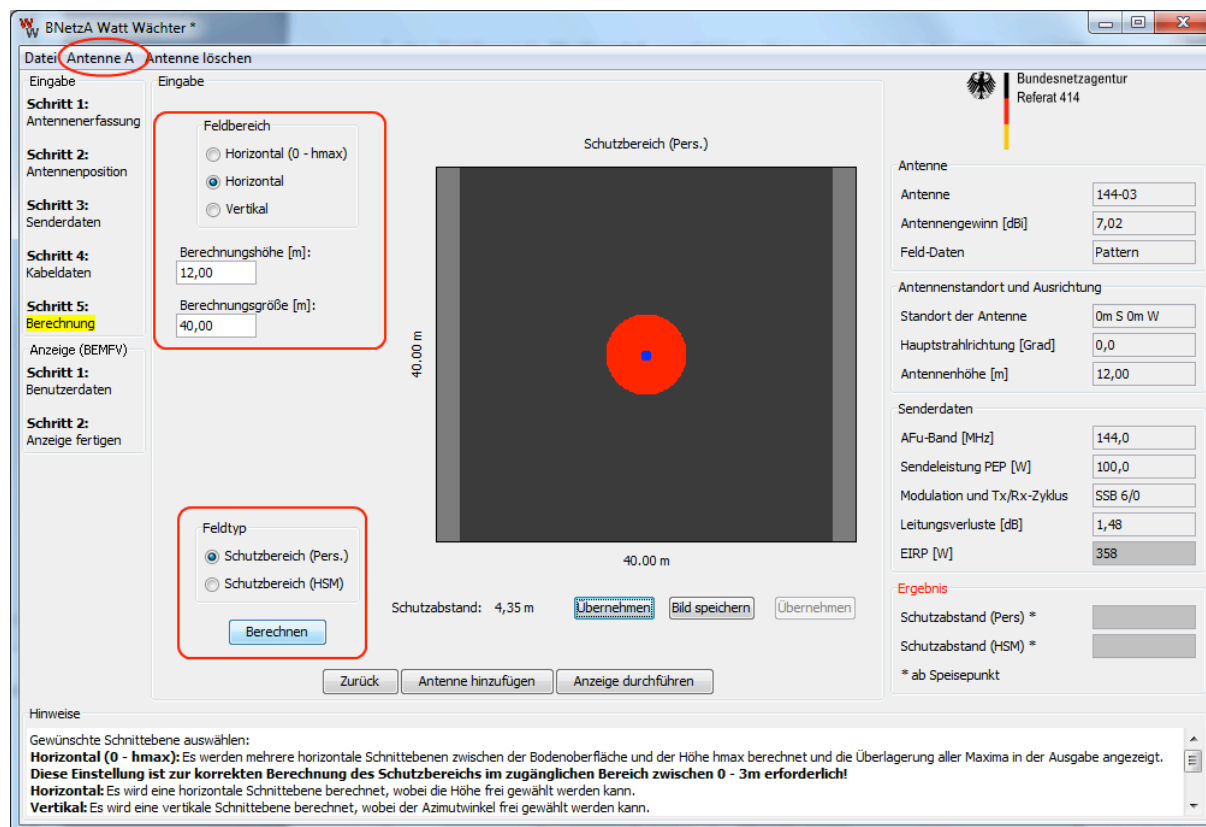 BNetzA Watt Wächter *
Datei Antenne A Antenne löschen
Eingabe
Schritt 1:
Antennenerfassung
Schritt 2:
Antennenposition
Schritt 3:
Senderdaten
Schritt 4:
Kabeldaten
Schritt 5:
Berechnung
Anzeige (BEMFV)
Schritt 1:
Benutzerdaten
Schritt 2:
Anzeige fertigen
Eingabe
Feldbereich
Horizontal (0 - hmax)
Horizontal
Vertikal
Berechnungshöhe [m]:
12,00
Berechnungsgröße [m]:
40,00
Feldtyp
Schutzbereich (Pers.)
Schutzbereich (HSM)
Berechnen
Schutzbereich (Pers.)
40.00 m
40.00 m
Schutzabstand: 4,35 m Übernehmen Bild speichern Übernehmen
Zurück Antenne hinzufügen Anzeige durchführen
Bundesnetzagentur
Referat 414
Antenne
Antenne 144-03
Antennengewinn [dBi] 7,02
Feld-Daten Pattern
Antennenstandort und Ausrichtung
Standort der Antenne 0m S 0m W
Hauptstrahlrichtung [Grad] 0,0
Antennenhöhe [m] 12,00
Senderdaten
AFu-Band [MHz] 144,0
Sendeleistung PEP [W] 100,0
Modulation und Tx/Rx-Zyklus SSB 6/0
Leitungsverluste [dB] 1,48
EIRP [W] 358
Ergebnis
Schutzabstand (Pers) *
Schutzabstand (HSM) *
* ab Speisepunkt
Hinweise
Gewünschte Schnittebene auswählen:
Horizontal (0 - hmax): Es werden mehrere horizontale Schnittebenen zwischen der Bodenoberfläche und der Höhe hmax berechnet und die Überlagerung aller Maxima in der Ausgabe angezeigt.
Diese Einstellung ist zur korrekten Berechnung des Schutzbereichs im zugänglichen Bereich zwischen 0 - 3m erforderlich!
Horizontal: Es wird eine horizontale Schnittebene berechnet, wobei die Höhe frei gewählt werden kann.
Vertikal: Es wird eine vertikale Schnittebene berechnet, wobei der Azimutwinkel frei gewählt werden kann.